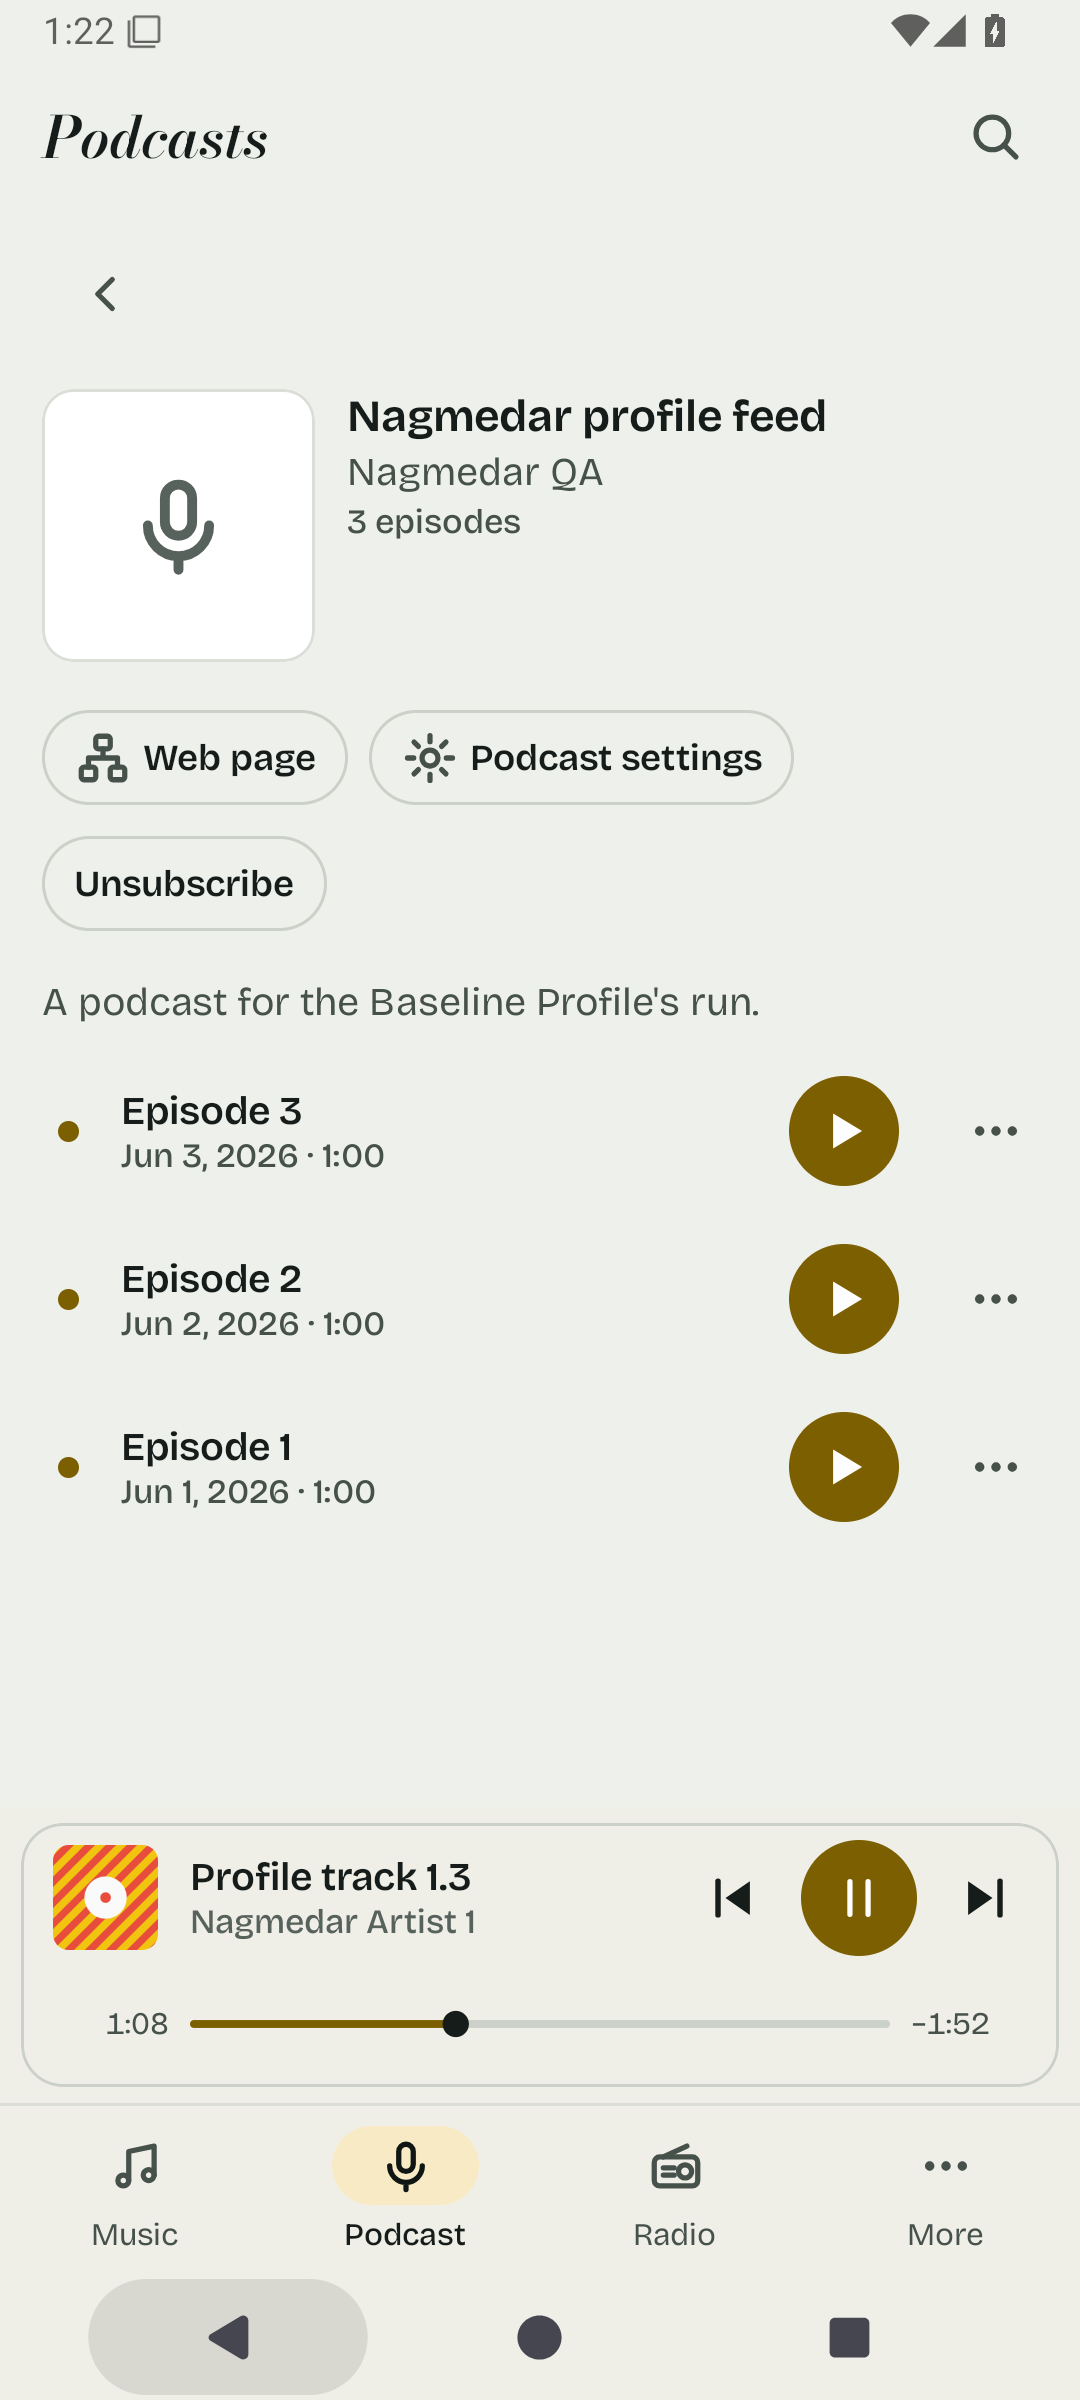 1:22
Podcasts
Nagmedar profile feed
Nagmedar QA
3 episodes
Web page
Podcast settings
Unsubscribe
A podcast for the Baseline Profile's run.
Episode 3
Jun 3, 2026 · 1:00
Episode 2
Jun 2, 2026 · 1:00
Episode 1
Jun 1, 2026 · 1:00
Profile track 1.3
Nagmedar Artist 1
1:08
-1:52
Music
Podcast
Radio
More